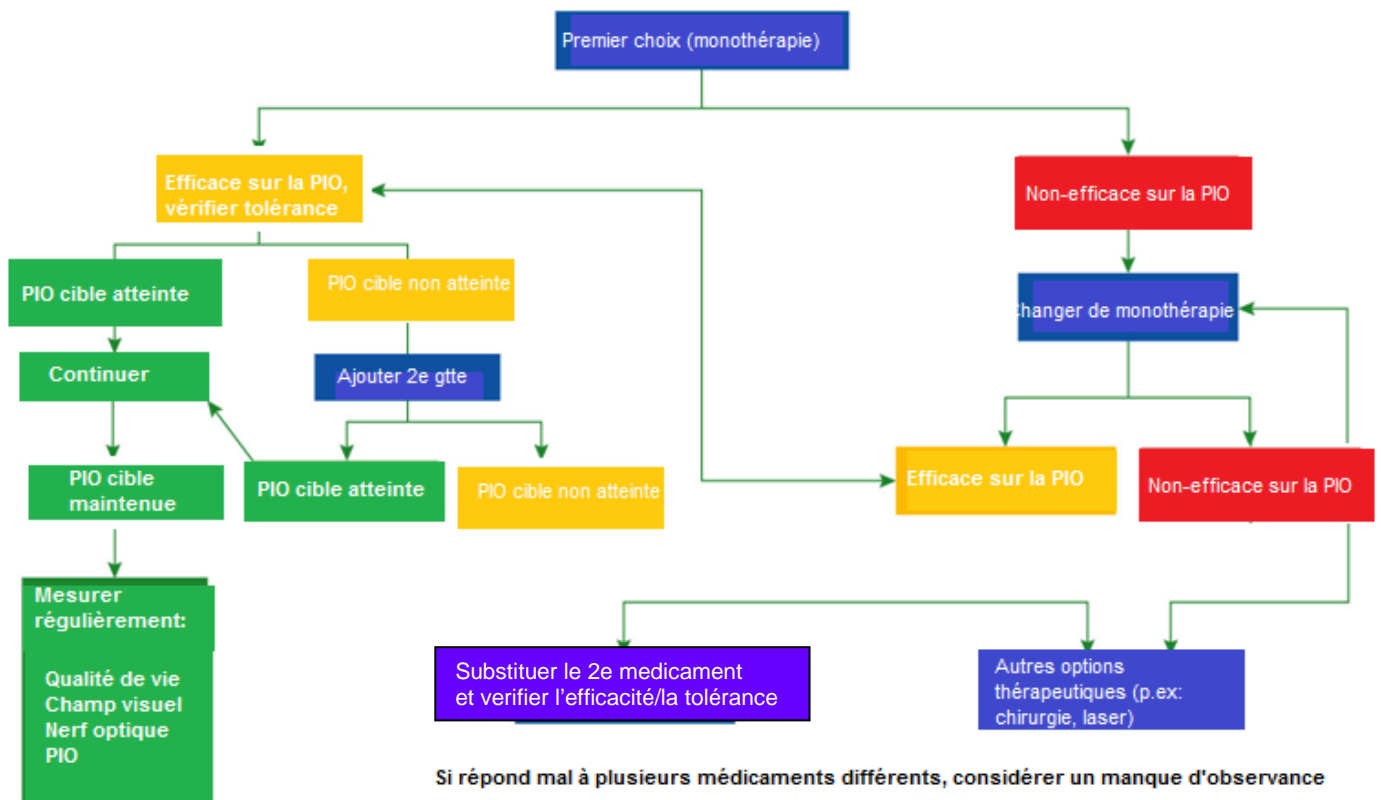 Premier choix (monothérapie)
Efficace sur la PIO,
vérifier tolérance
Non-efficace sur la PIO
PIO cible atteinte
PIO cible non atteinte
Changer de monothérapie
Continuer
Ajouter 2e gtte
PIO cible
maintenue
PIO cible atteinte
PIO cible non atteinte
Efficace sur la PIO
Non-efficace sur la PIO
Mesurer
régulièrement:
Qualité de vie
Champ visuel
Nerf optique
PIO
Substituer le 2e medicament
et verifier l'efficacité/la tolérance
Autres options
thérapeutiques (p.ex:
chirurgie, laser)
Si répond mal à plusieurs médicaments différents, considérer un manque d'observance